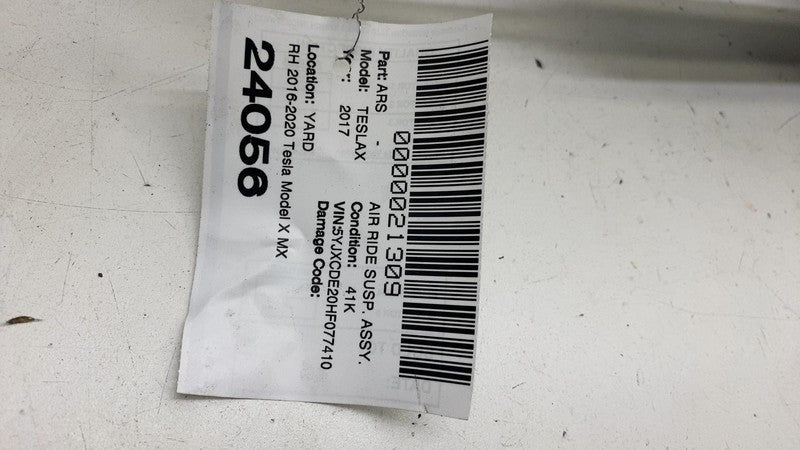 0000021309
Part: ARS - AIR RIDE SUSP. ASSY.
Model: TESLAX Condition: 41K
Year: 2017 VIN:5YJXCDE20HF077410
Damage Code:
Location: YARD
RH 2016-2020 Tesla Model X MX
24056